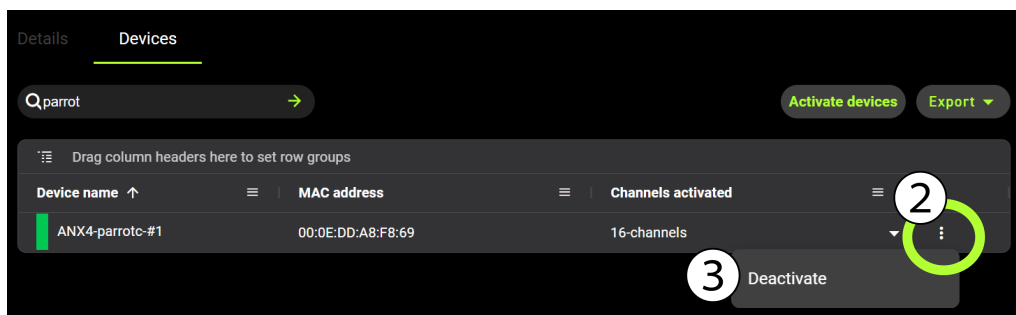 Details Devices
parrot
Activate devices Export
Drag column headers here to set row groups
Device name MAC address Channels activated
2
ANX4-parrotc-#1 00:0E:DD:A8:F8:69 16-channels
3 Deactivate